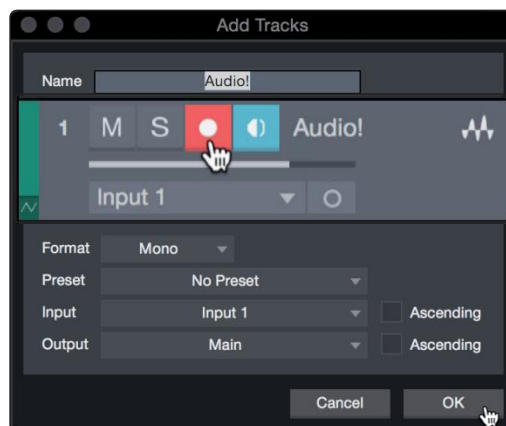 Add Tracks
Name Audio!
1 M S Audio!
Input 1
Format Mono
Preset No Preset
Input Input 1 Ascending
Output Main Ascending
Cancel OK